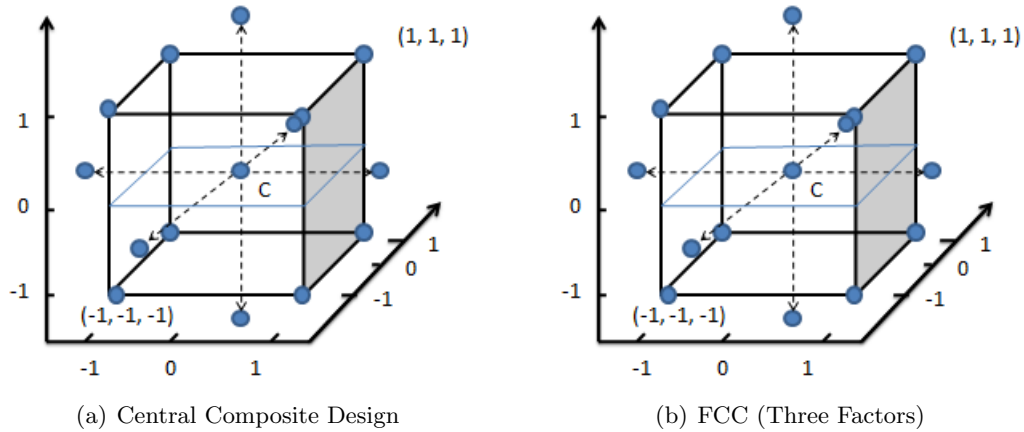 (1, 1, 1)
1
0
-1
C
1
0
-1
(-1, -1, -1)
-1
0
1
(a) Central Composite Design
(1, 1, 1)
1
0
-1
C
1
0
-1
(-1, -1, -1)
-1
0
1
(b) FCC (Three Factors)